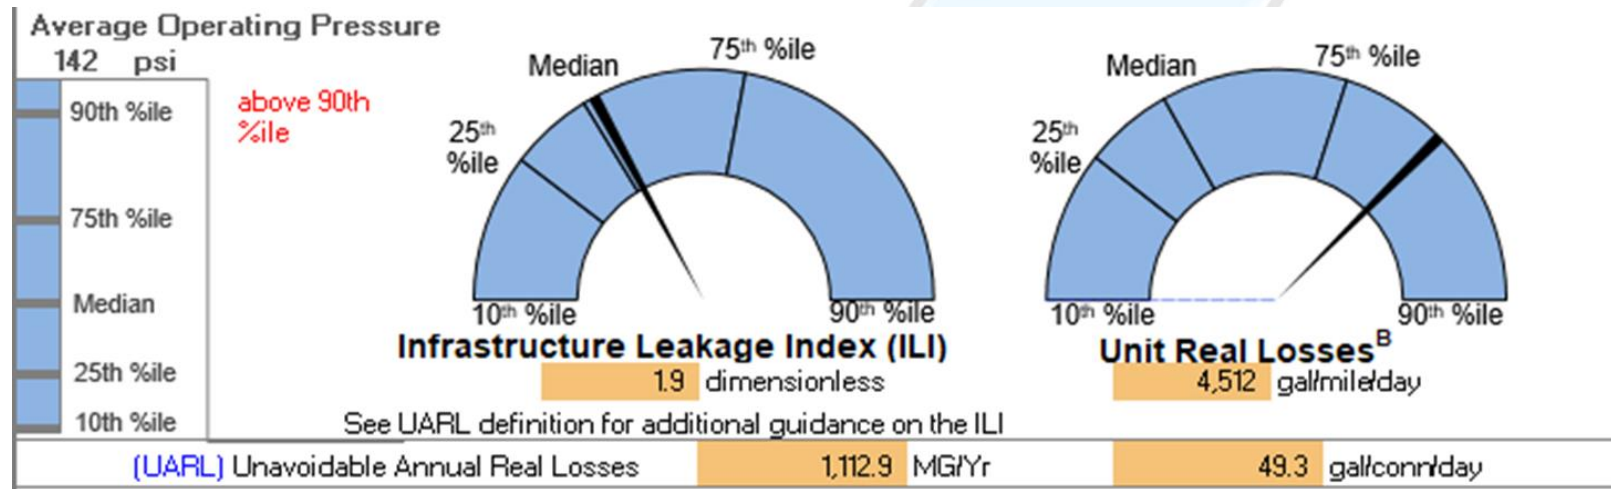 Average Operating Pressure
142 psi
90th %ile
75th %ile
Median
25th %ile
10th %ile
above 90th
%ile
Median
75th %ile
25th
%ile
10th %ile
90th %ile
Infrastructure Leakage Index (ILI)
1.9 dimensionless
See UARL definition for additional guidance on the ILI
Median
75th %ile
25th
%ile
10th %ile
90th %ile
Unit Real Losses B
4,512 gal/mile/day
(UARL) Unavoidable Annual Real Losses 1,112.9 MG/Yr 49.3 gal/conn/day